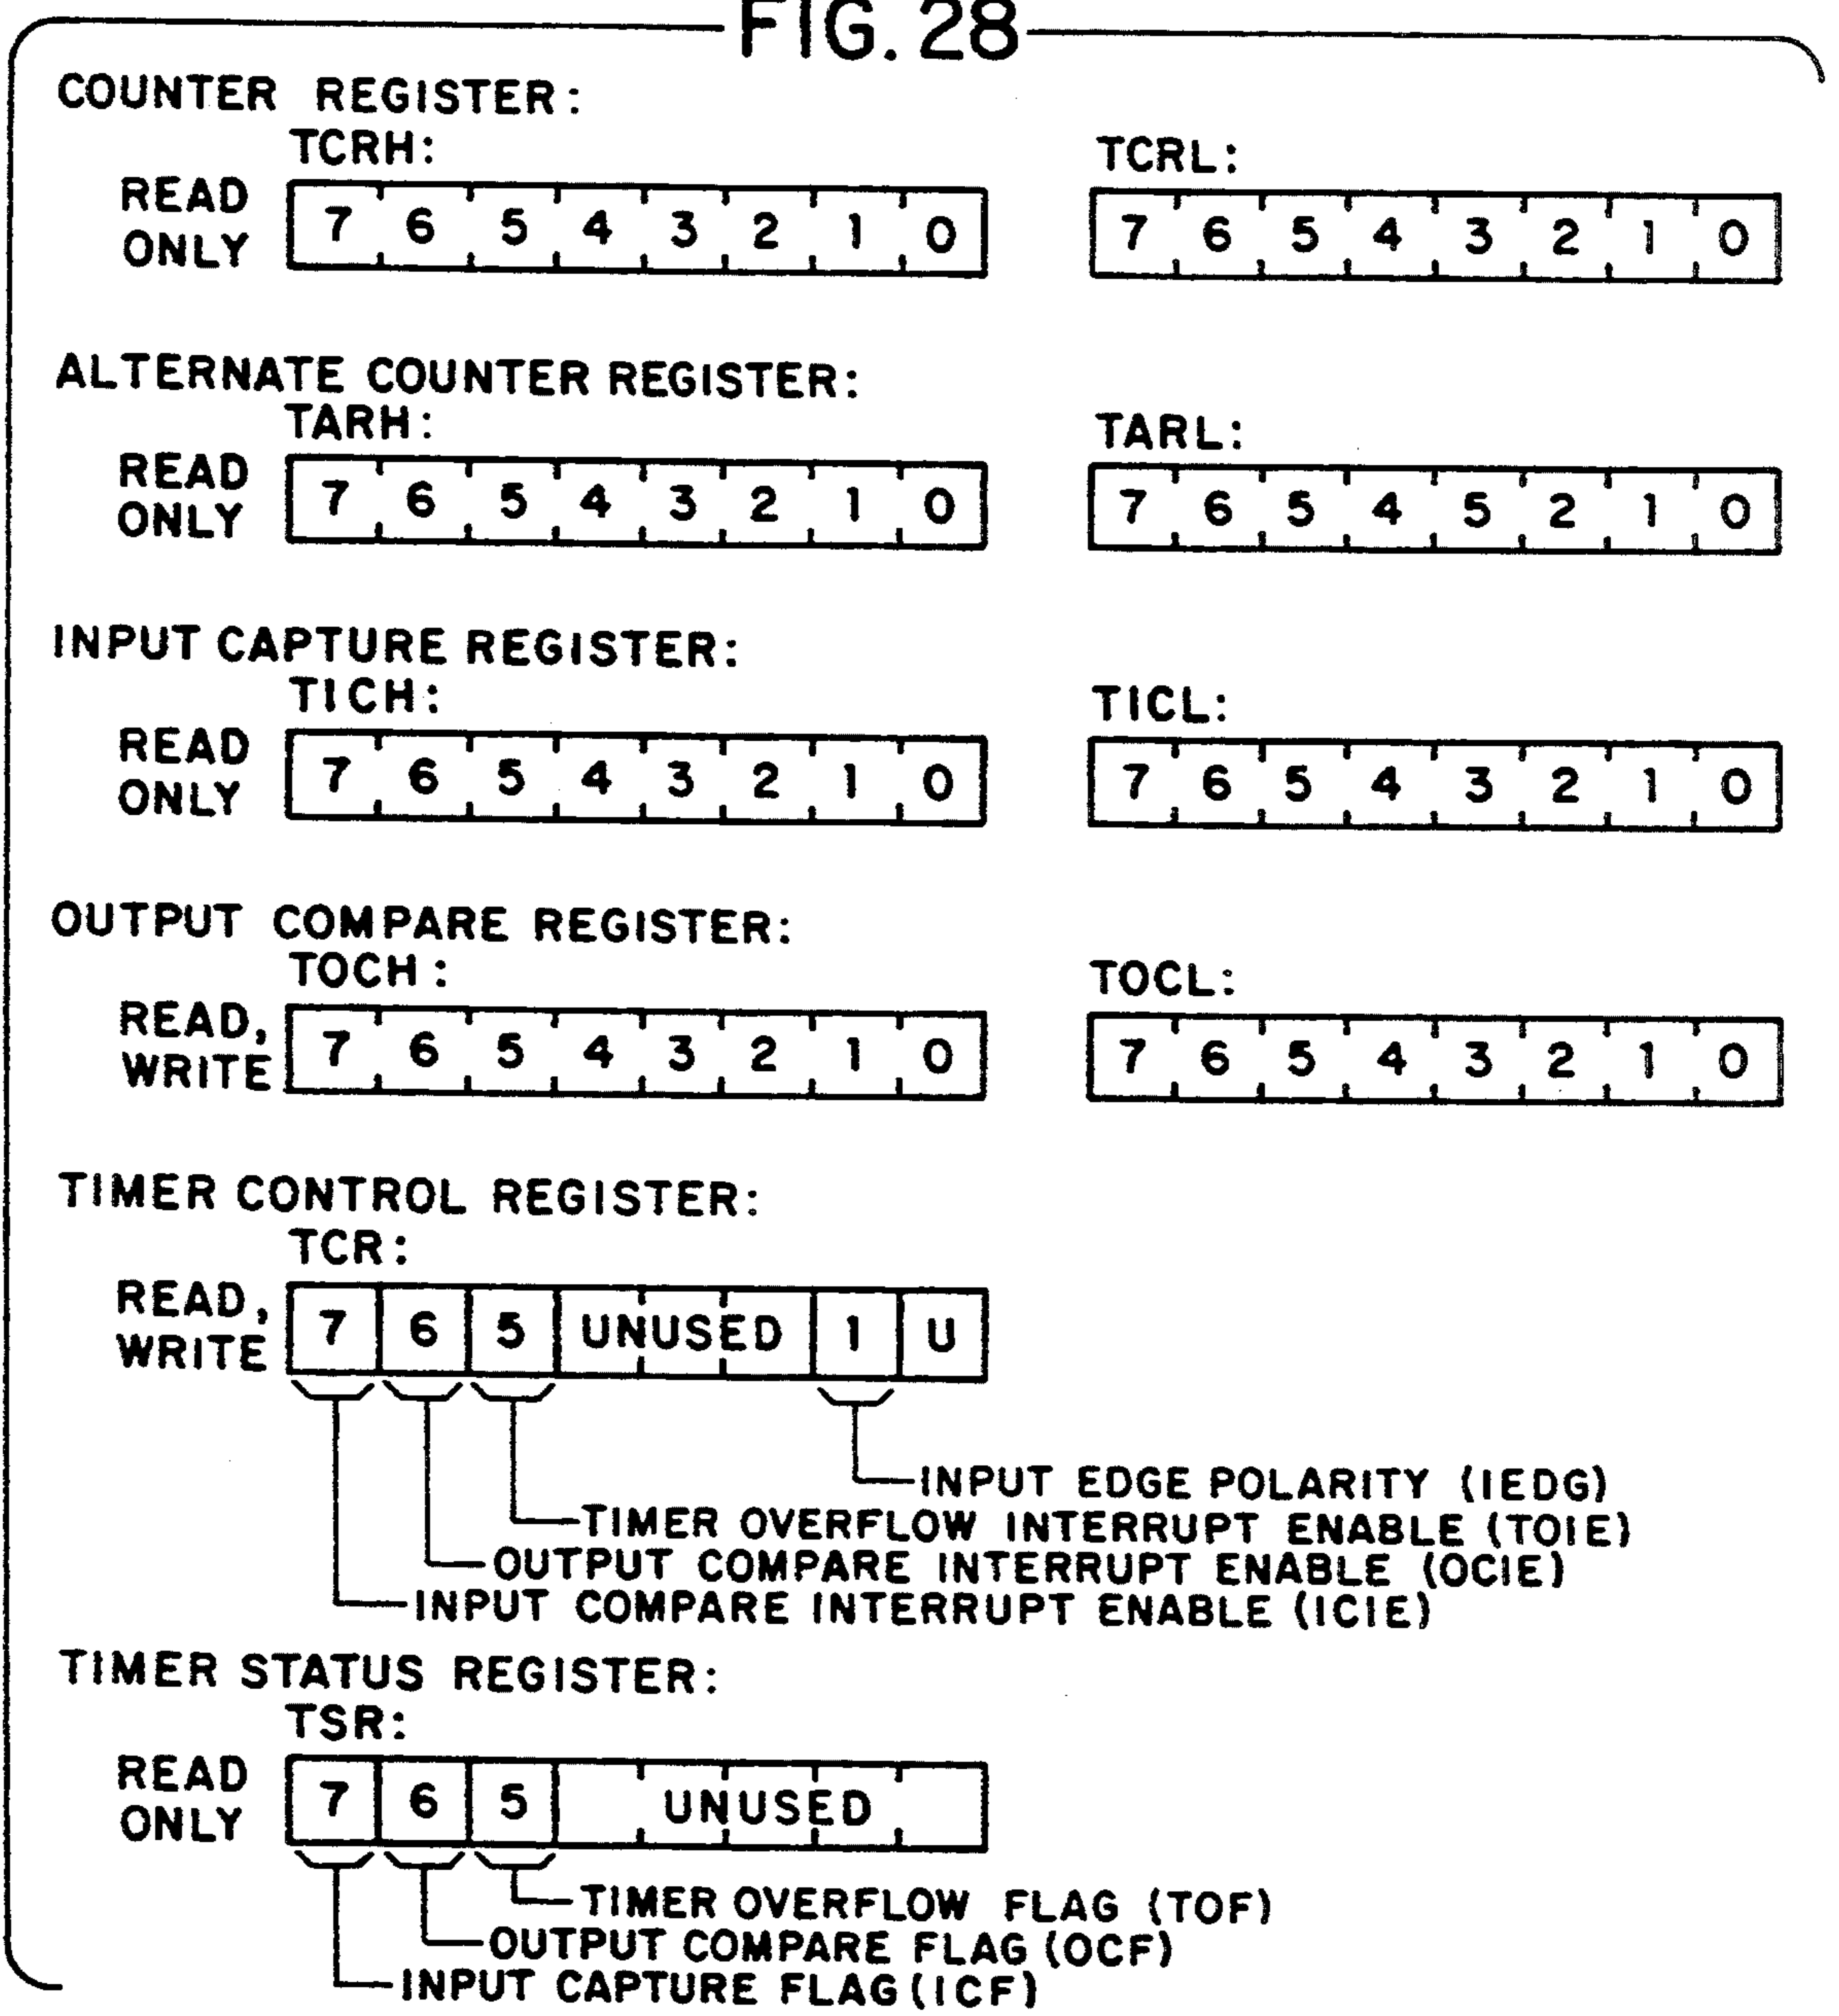 FIG. 28
COUNTER REGISTER:
TCRH: TCRL:
READ ONLY 7 6 5 4 3 2 1 0 7 6 5 4 3 2 1 0
ALTERNATE COUNTER REGISTER:
TARH: TARL:
READ ONLY 7 6 5 4 3 2 1 0 7 6 5 4 5 2 1 0
INPUT CAPTURE REGISTER:
TICH: TICL:
READ ONLY 7 6 5 4 3 2 1 0 7 6 5 4 3 2 1 0
OUTPUT COMPARE REGISTER:
TOCH: TOCL:
READ, WRITE 7 6 5 4 3 2 1 0 7 6 5 4 3 2 1 0
TIMER CONTROL REGISTER:
TCR:
READ, WRITE 7 6 5 UNUSED 1 U
INPUT EDGE POLARITY (IEDG)
TIMER OVERFLOW INTERRUPT ENABLE (TOIE)
OUTPUT COMPARE INTERRUPT ENABLE (OCIE)
INPUT COMPARE INTERRUPT ENABLE (ICIE)
TIMER STATUS REGISTER:
TSR:
READ ONLY 7 6 5 UNUSED
TIMER OVERFLOW FLAG (TOF)
OUTPUT COMPARE FLAG (OCF)
INPUT CAPTURE FLAG (ICF)